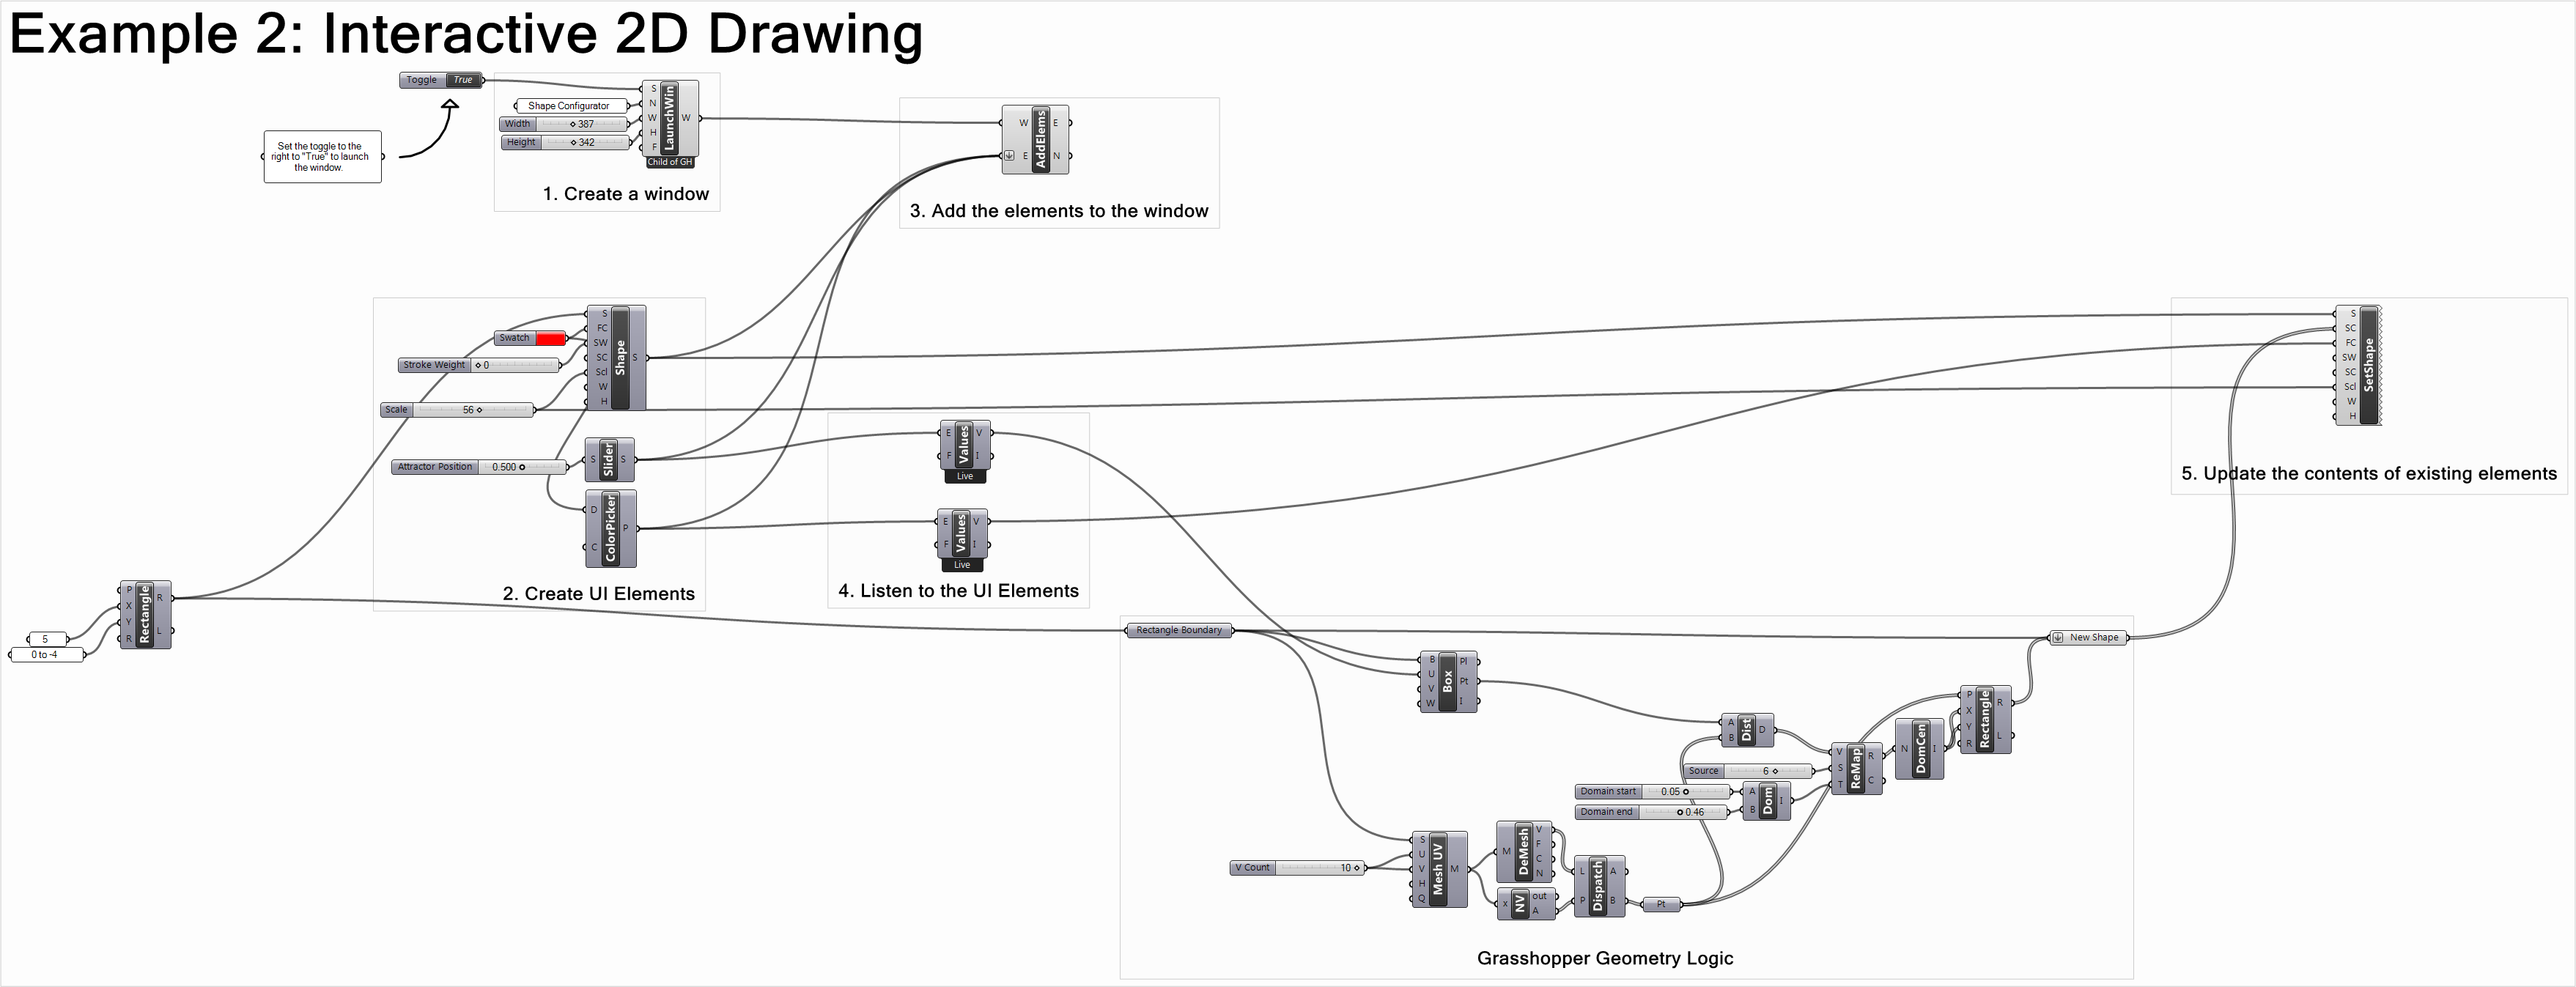 Example 2: Interactive 2D Drawing
Toggle True
Set the toggle to the
right to "True" to launch
the window.
Shape Configurator
Width 387
Height 342
S
N
W
H
F
LaunchWin
W
Child of GH
1. Create a window
W
E
AddElems
E
N
3. Add the elements to the window
Swatch
Stroke Weight 0
Scale 56
S
FC
SW
SC
Scl
W
H
Shape
S
Attractor Position 0.500
S
Slider
S
D
C
ColorPicker
P
2. Create UI Elements
E
F
Values
V
I
Live
E
F
Values
V
I
Live
4. Listen to the UI Elements
S
SC
FC
SW
SC
Scl
W
H
SetShape
5. Update the contents of existing elements
5
0 to -4
P
X
Y
R
Rectangle
R
L
Rectangle Boundary
New Shape
B
U
V
W
Box
Pl
Pt
I
A
B
Dist
D
Source 6
Domain start 0.05
Domain end 0.46
A
B
Dom
I
V
S
T
ReMap
R
C
N
DomCen
I
P
X
Y
R
Rectangle
R
L
V Count 10
S
U
V
H
Q
Mesh UV
M
M
DeMesh
V
F
C
N
x
NV
out
A
L
P
Dispatch
A
B
Pt
Grasshopper Geometry Logic